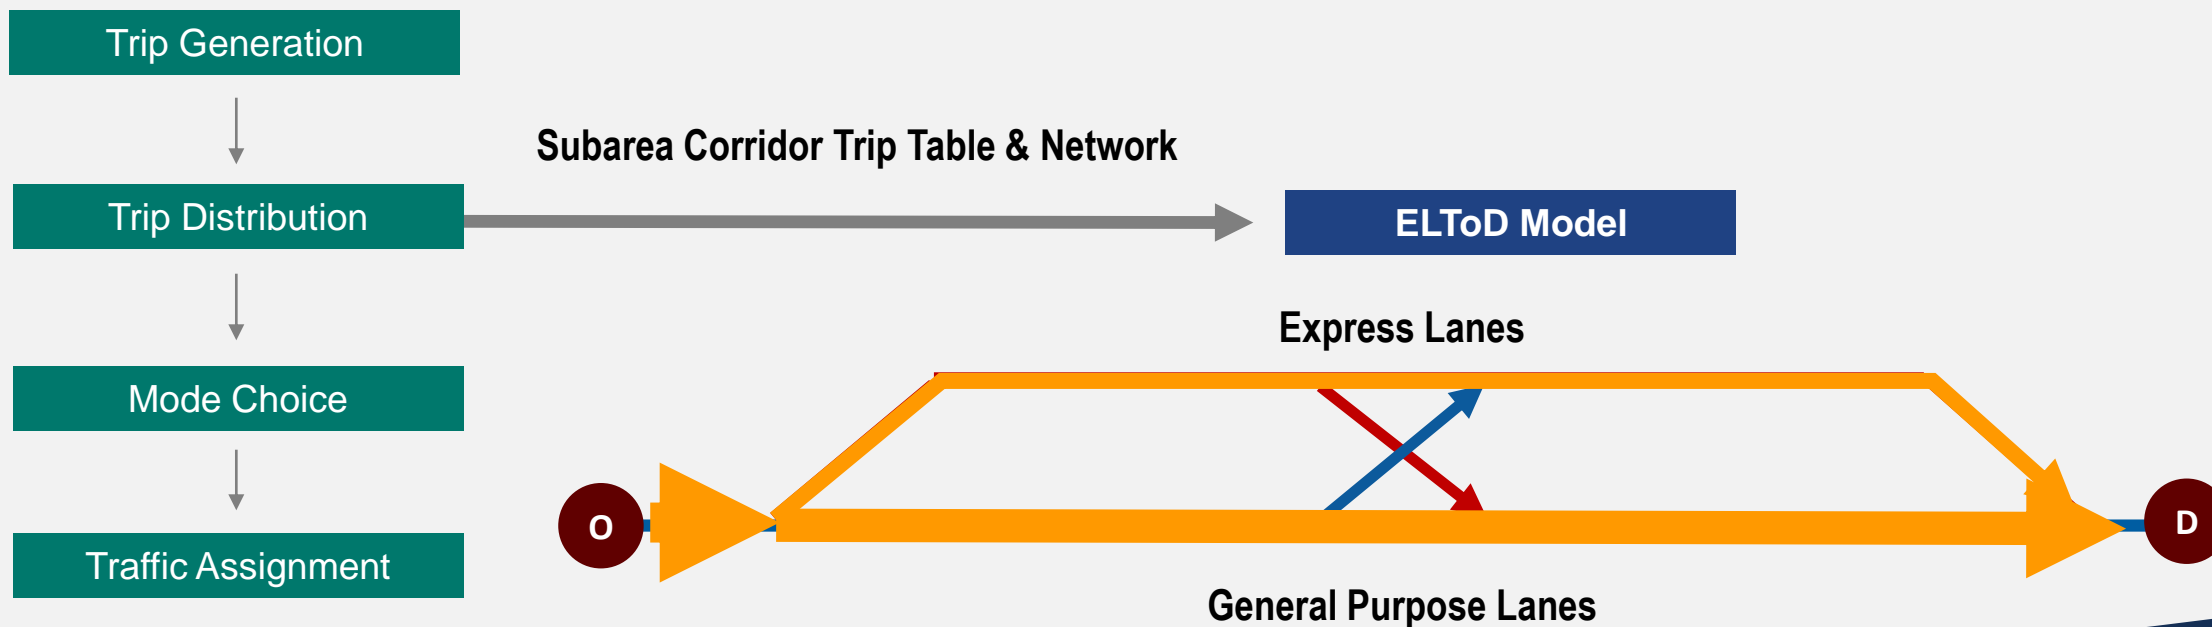 Trip Generation
Subarea Corridor Trip Table & Network
Trip Distribution
ELToD Model
Express Lanes
Mode Choice
O
D
Traffic Assignment
General Purpose Lanes